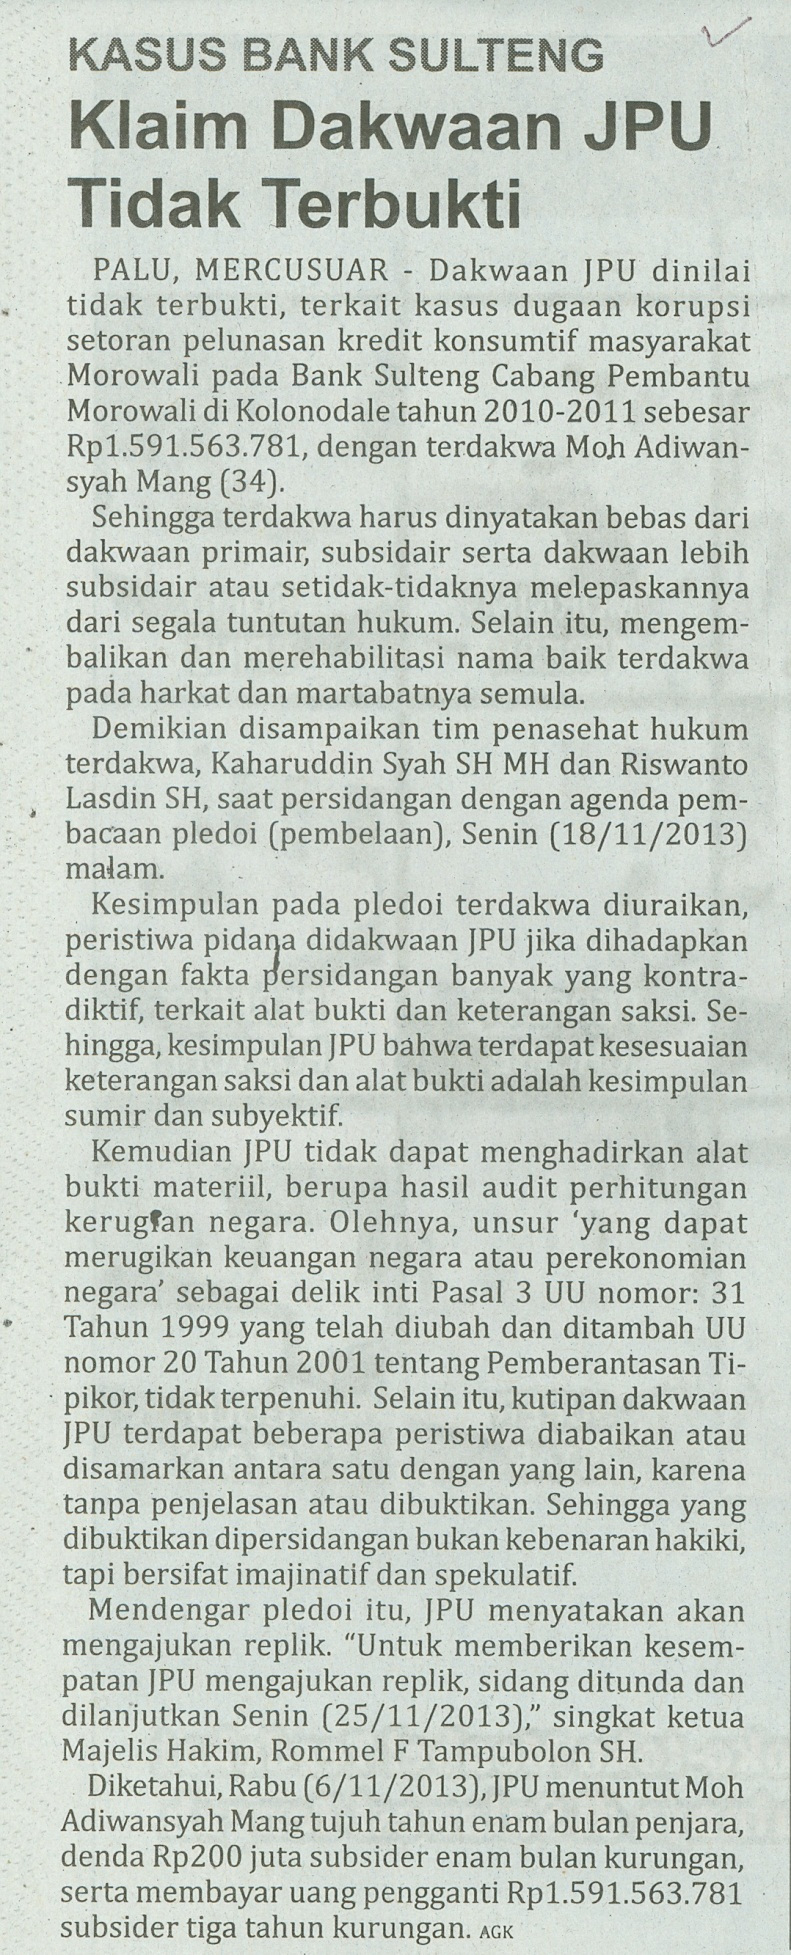 KASUS BANK SULTENG
Klaim Dakwaan JPU
Tidak Terbukti
PALU, MERCUSUAR - Dakwaan JPU dinilai
tidak terbukti, terkait kasus dugaan korupsi
setoran pelunasan kredit konsumtif masyarakat
Morowali pada Bank Sulteng Cabang Pembantu
Morowali di Kolonodale tahun 2010-2011 sebesar
Rp1.591.563.781, dengan terdakwa Moh Adiwan-
syah Mang (34).
Sehingga terdakwa harus dinyatakan bebas dari
dakwaan primair, subsidair serta dakwaan lebih
subsidair atau setidak-tidaknya melepaskannya
dari segala tuntutan hukum. Selain itu, mengem-
balikan dan merehabilitasi nama baik terdakwa
pada harkat dan martabatnya semula.
Demikian disampaikan tim penasehat hukum
terdakwa, Kaharuddin Syah SH MH dan Riswanto
Lasdin SH, saat persidangan dengan agenda pem-
bacaan pledoi (pembelaan), Senin (18/11/2013)
malam.
Kesimpulan pada pledoi terdakwa diuraikan,
peristiwa pidana didakwaan JPU jika dihadapkan
dengan fakta persidangan banyak yang kontra-
diktif, terkait alat bukti dan keterangan saksi. Se-
hingga, kesimpulan JPU bahwa terdapat kesesuaian
keterangan saksi dan alat bukti adalah kesimpulan
sumir dan subyektif.
Kemudian JPU tidak dapat menghadirkan alat
bukti materiil, berupa hasil audit perhitungan
kerugian negara. Olehnya, unsur ‘yang dapat
merugikan keuangan negara atau perekonomian
negara’ sebagai delik inti Pasal 3 UU nomor: 31
Tahun 1999 yang telah diubah dan ditambah UU
nomor 20 Tahun 2001 tentang Pemberantasan Ti-
pikor, tidak terpenuhi. Selain itu, kutipan dakwaan
JPU terdapat beberapa peristiwa diabaikan atau
disamarkan antara satu dengan yang lain, karena
tanpa penjelasan atau dibuktikan. Sehingga yang
dibuktikan dipersidangan bukan kebenaran hakiki,
tapi bersifat imajinatif dan spekulatif.
Mendengar pledoi itu, JPU menyatakan akan
mengajukan replik. “Untuk memberikan kesem-
patan JPU mengajukan replik, sidang ditunda dan
dilanjutkan Senin (25/11/2013),” singkat ketua
Majelis Hakim, Rommel F Tampubolon SH.
Diketahui, Rabu (6/11/2013), JPU menuntut Moh
Adiwansyah Mang tujuh tahun enam bulan penjara,
denda Rp200 juta subsider enam bulan kurungan,
serta membayar uang pengganti Rp1.591.563.781
subsider tiga tahun kurungan. AGK